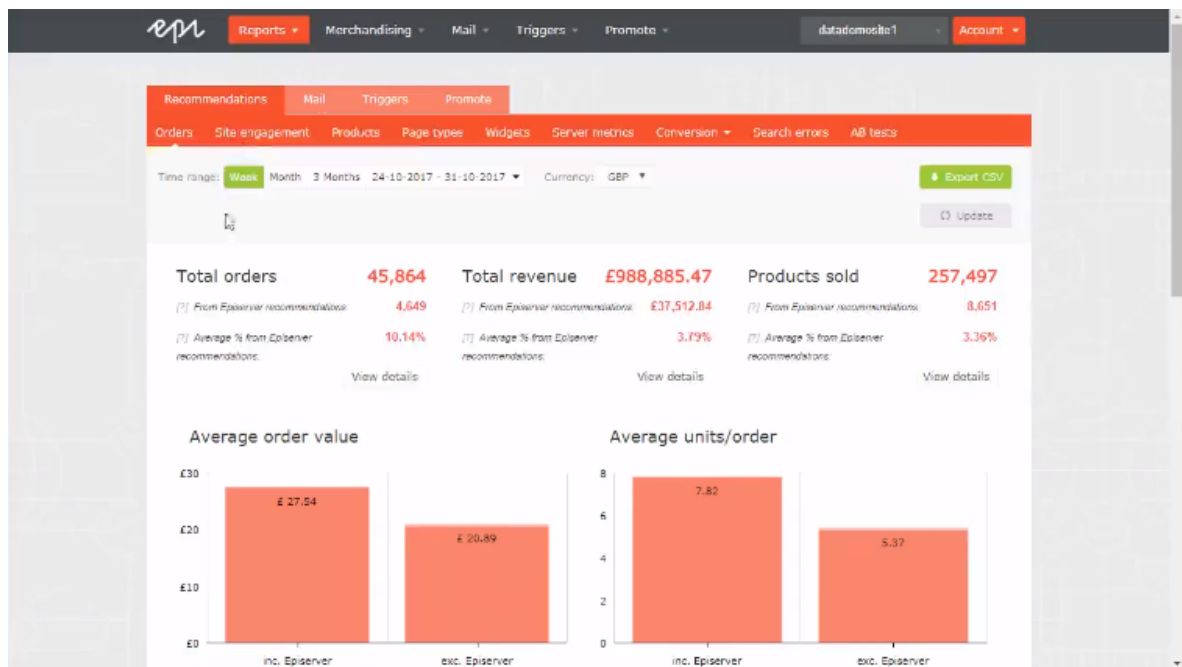 epi Reports Merchandising Mail Triggers Promote datademosite1 Account
Recommendations Mail Triggers Promote
Orders Site engagement Products Page types Widgets Server metrics Conversion Search errors AB tests
Time range: Week Month 3 Months 24-10-2017 - 31-10-2017 Currency: GBP Export CSV
Update
Total orders 45,864 Total revenue £988,885.47 Products sold 257,497
[?] From Episerver recommendations: 4,649 [?] From Episerver recommendations: £37,512.84 [?] From Episerver recommendations: 8,651
[?] Average % from Episerver 10.14% [?] Average % from Episerver 3.79% [?] Average % from Episerver 3.36%
recommendations: recommendations: recommendations:
View details View details View details
Average order value Average units/order
£30 8
£ 27.54 7.82
6
£20 £ 20.89 5.37
4
£10
2
£0 0
inc. Episerver exc. Episerver inc. Episerver exc. Episerver